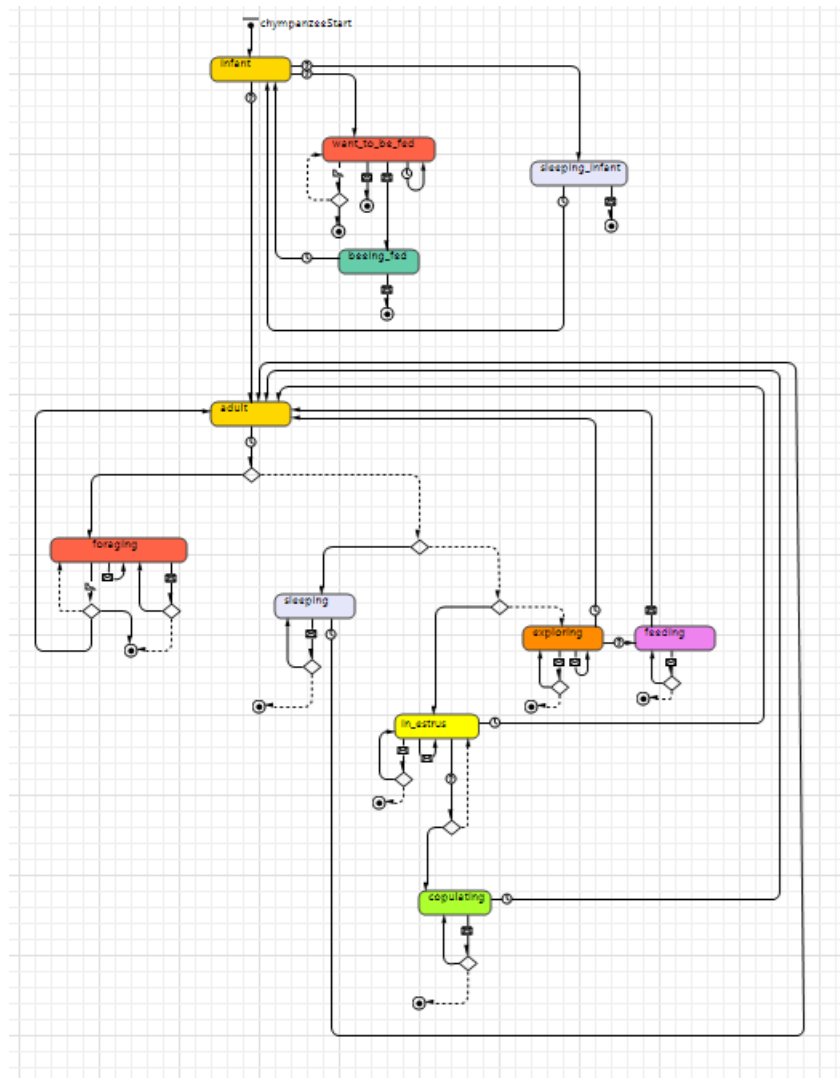 chympanzeeStart
infant
want_to_be_fed
sleeping_infant
beeing_fed
adult
foraging
sleeping
exploring
feeding
in_estrus
copulating